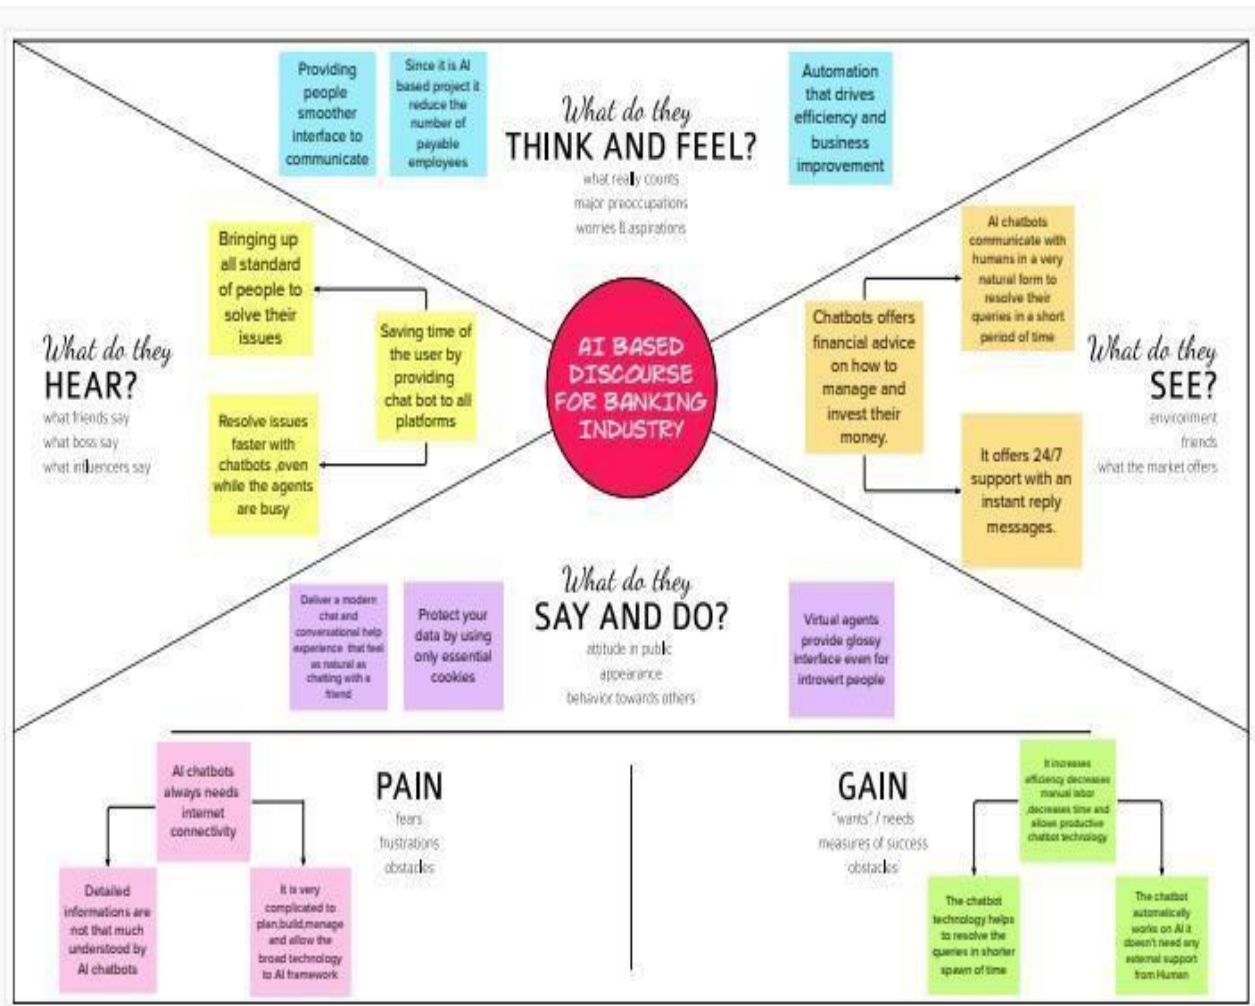 Providing
people
smoother
interface to
communicate
Since it is AI
based project it
reduce the
number of
payable
employees
What do they
THINK AND FEEL?
what really counts
major preoccupations
worries & aspirations
Automation
that drives
efficiency and
business
improvement
What do they
HEAR?
what friends say
what boss say
what influencers say
Bringing up
all standard
of people to
solve their
issues
Saving time of
the user by
providing
chat bot to all
platforms
Resolve issues
faster with
chatbots ,even
while the agents
are busy
AI BASED
DISCOURSE
FOR BANKING
INDUSTRY
Chatbots offers
financial advice
on how to
manage and
invest their
money.
AI chatbots
communicate with
humans in a very
natural form to
resolve their
queries in a short
period of time
It offers 24/7
support with an
instant reply
messages.
What do they
SEE?
environment
friends
what the market offers
Deliver a modern
chat and
conversational help
experience that feel
as natural as
chatting with a
friend
Protect your
data by using
only essential
cookies
What do they
SAY AND DO?
attitude in public
appearance
behavior towards others
Virtual agents
provide glossy
interface even for
introvert people
AI chatbots
always needs
internet
connectivity
Detailed
informations are
not that much
understood by
AI chatbots
It is very
complicated to
plan,build,manage
and allow the
broad technology
to AI framework
PAIN
fears
frustrations
obstacles
GAIN
"wants" / needs
measures of success
obstacles
It increases
efficiency decreases
manual labor
,decreases time and
allows productive
chatbot technology
The chatbot
technology helps
to resolve the
queries in shorter
spawn of time
The chatbot
automatically
works on AI it
doesn't need any
external support
from Human